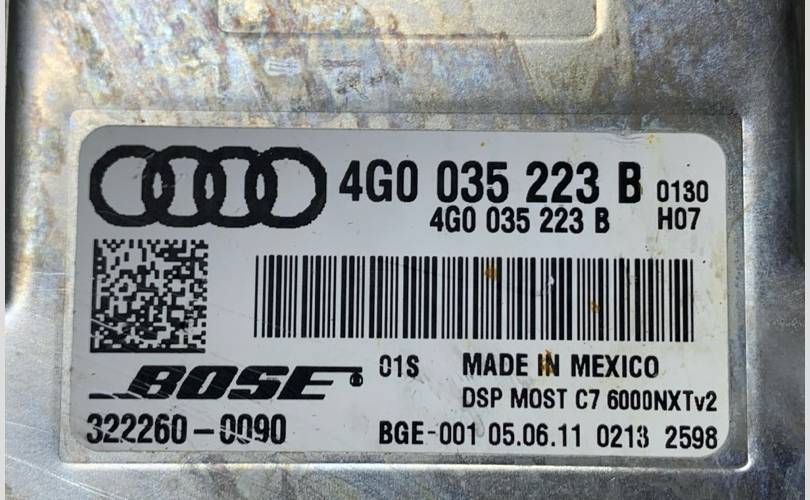 4G0 035 223 B 0130
4G0 035 223 B H07
BOSE® 01S MADE IN MEXICO
DSP MOST C7 6000NXTv2
322260-0090 BGE-001 05.06.11 0213 2598